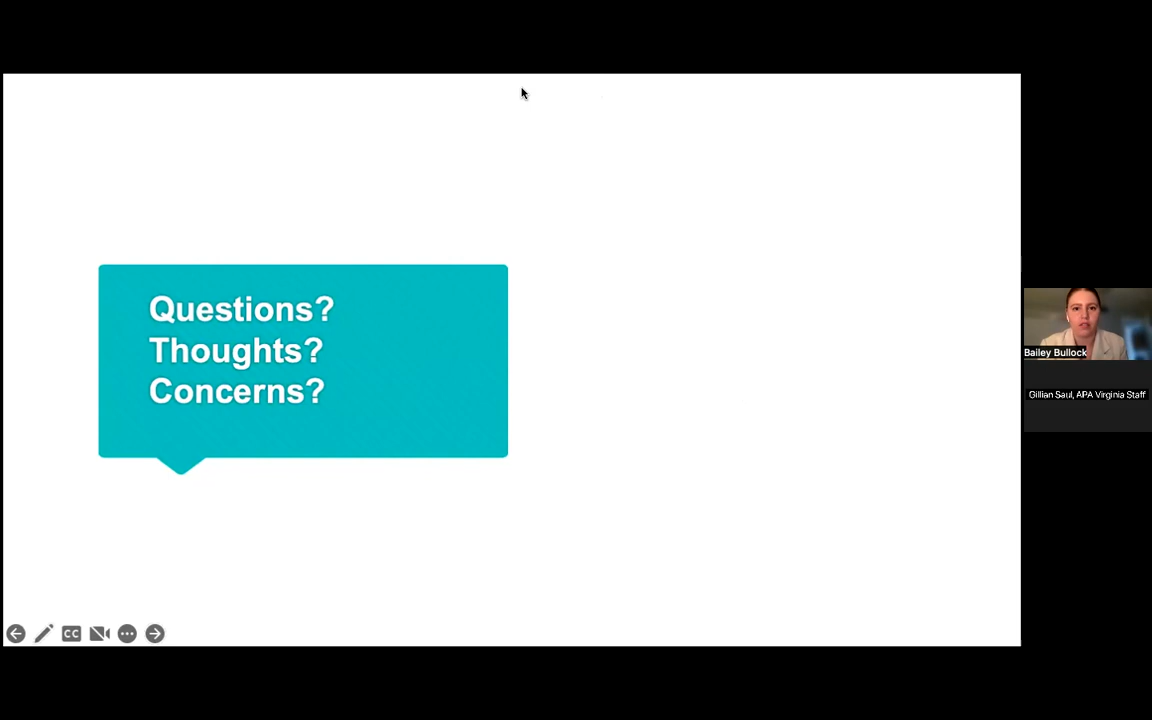 Questions?
Thoughts?
Concerns?
Bailey Bullock
Gillian Saul, APA Virginia Staff
CC